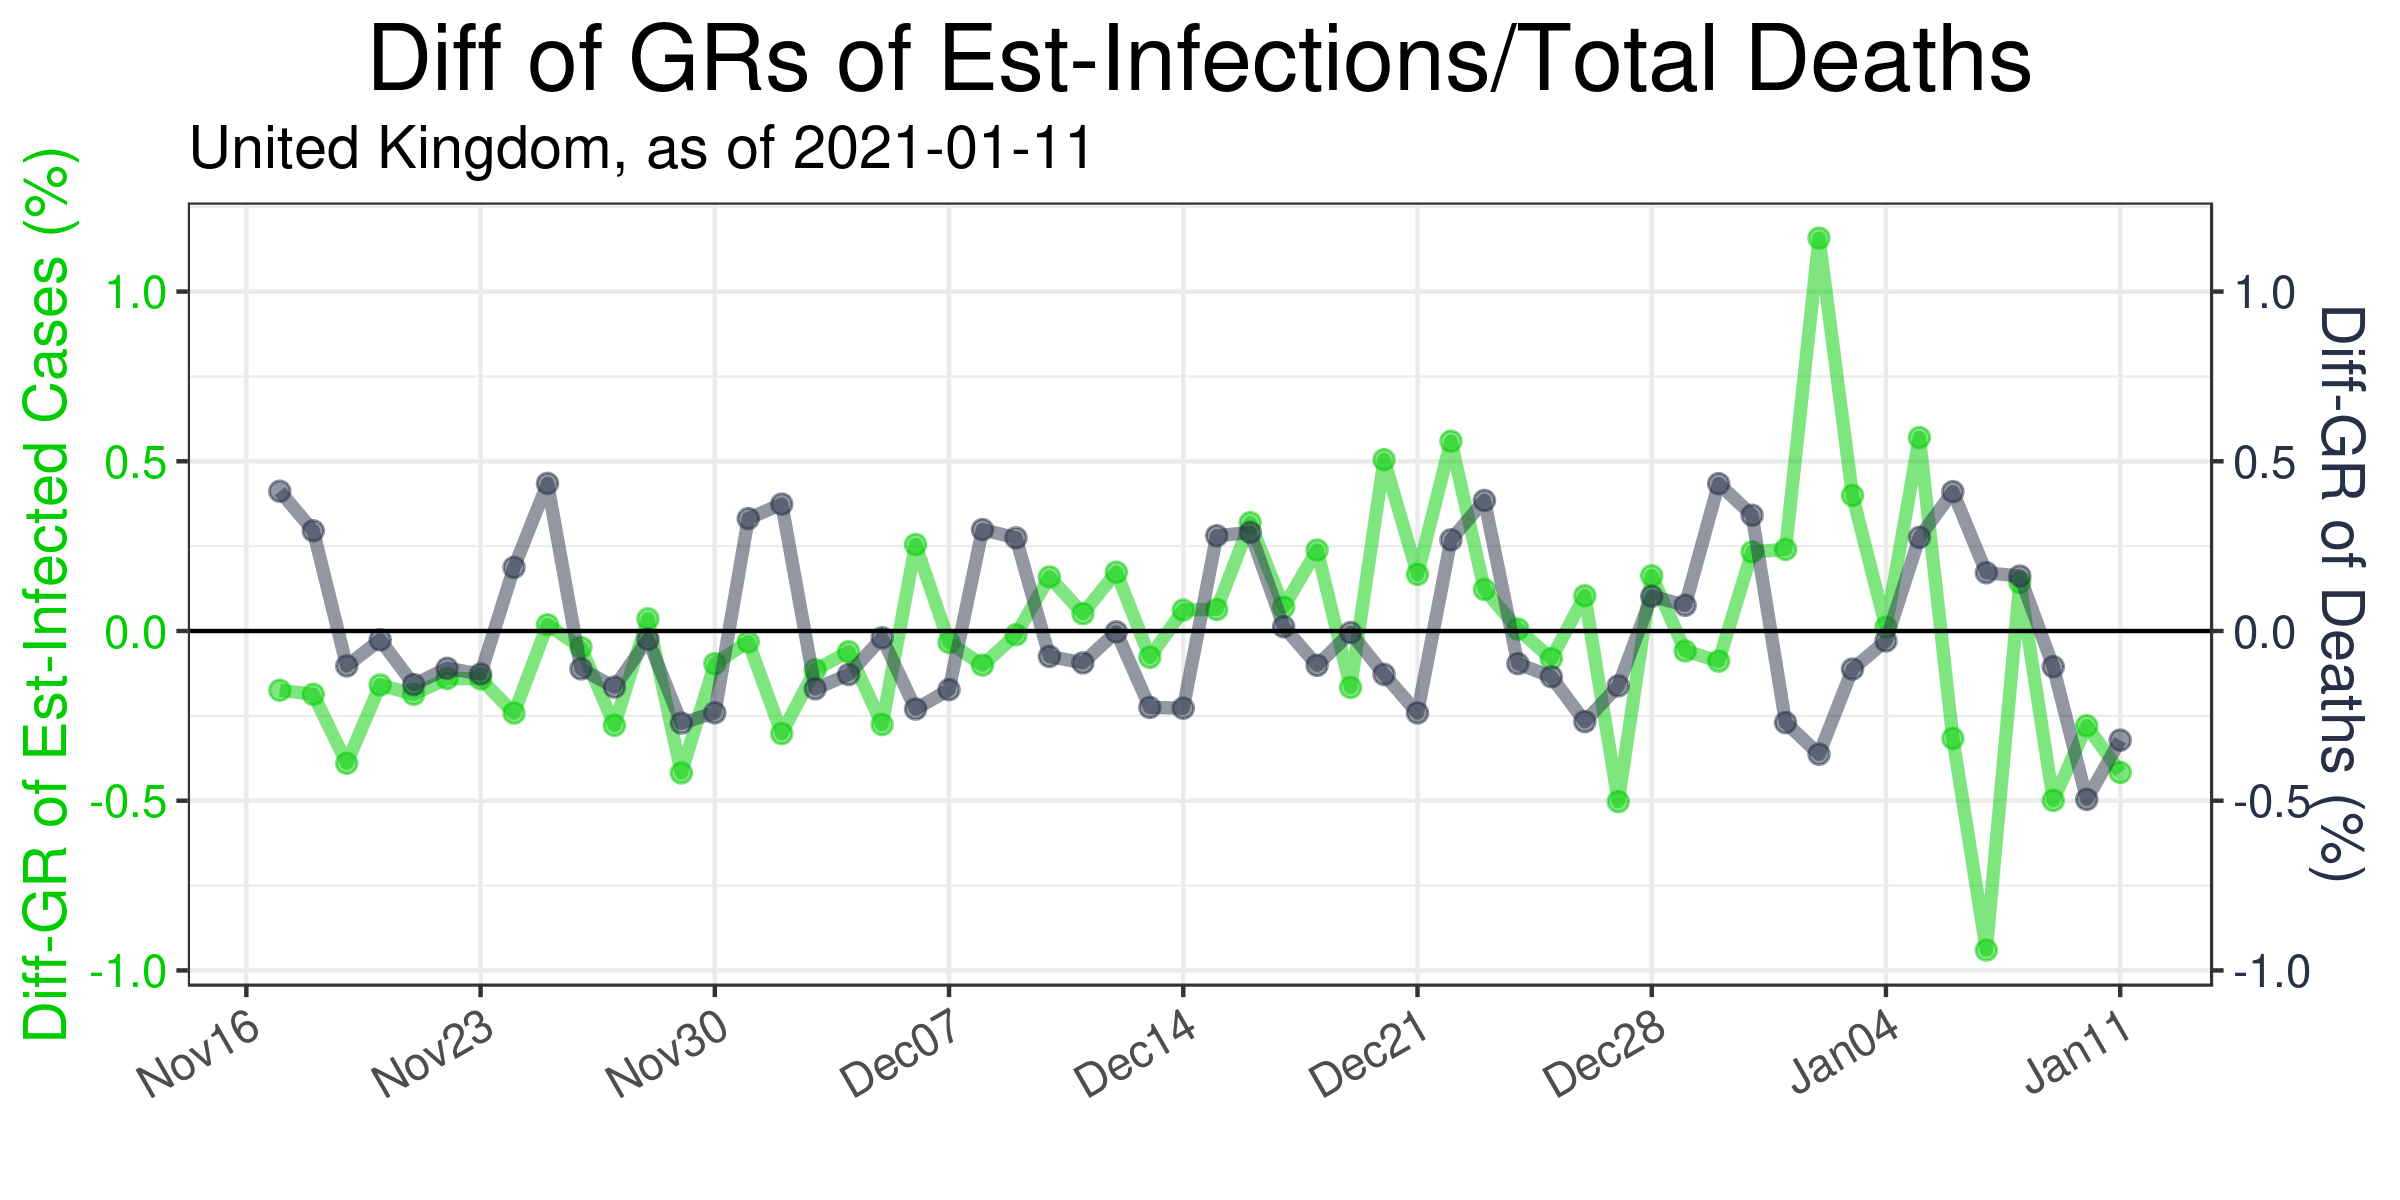 Diff of GRs of Est-Infections/Total Deaths
United Kingdom, as of 2021-01-11
Diff-GR of Est-Infected Cases (%)
1.0
0.5
0.0
-0.5
-1.0
1.0
0.5
0.0
-0.5
-1.0
Diff-GR of Deaths (%)
Nov16
Nov23
Nov30
Dec07
Dec14
Dec21
Dec28
Jan04
Jan11